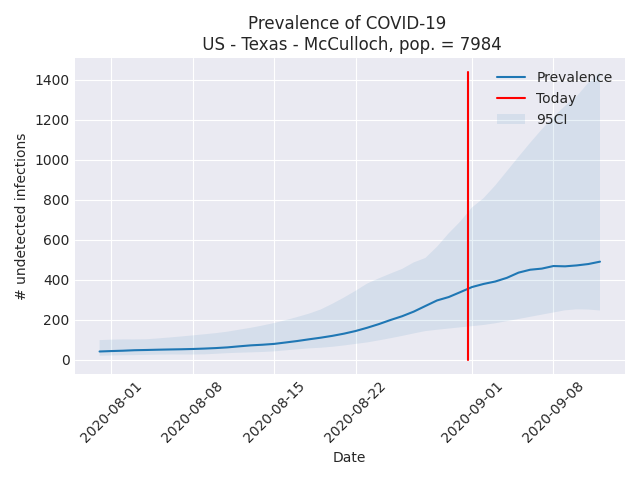 Prevalence of COVID-19
US - Texas - McCulloch, pop. = 7984
Prevalence
Today
95CI
# undetected infections
1400
1200
1000
800
600
400
200
0
2020-08-01
2020-08-08
2020-08-15
2020-08-22
2020-09-01
2020-09-08
Date